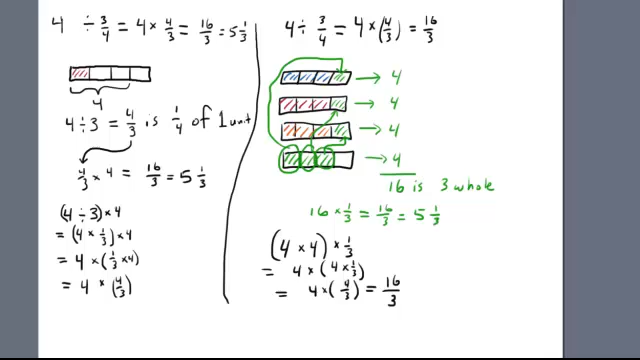 4 ÷ 3/4 = 4 × 4/3 = 16/3 = 5 1/3
4
4 ÷ 3 = 4/3 is 1/4 of 1 unit
4/3 × 4 = 16/3 = 5 1/3
(4 ÷ 3) × 4
= (4 × 1/3) × 4
= 4 × (1/3 × 4)
= 4 × (4/3)
4 ÷ 3/4 = 4 × (4/3) = 16/3
→ 4
→ 4
→ 4
→ 4
16 is 3 whole
16 × 1/3 = 16/3 = 5 1/3
(4 × 4) × 1/3
= 4 × (4 × 1/3)
= 4 × (4/3) = 16/3